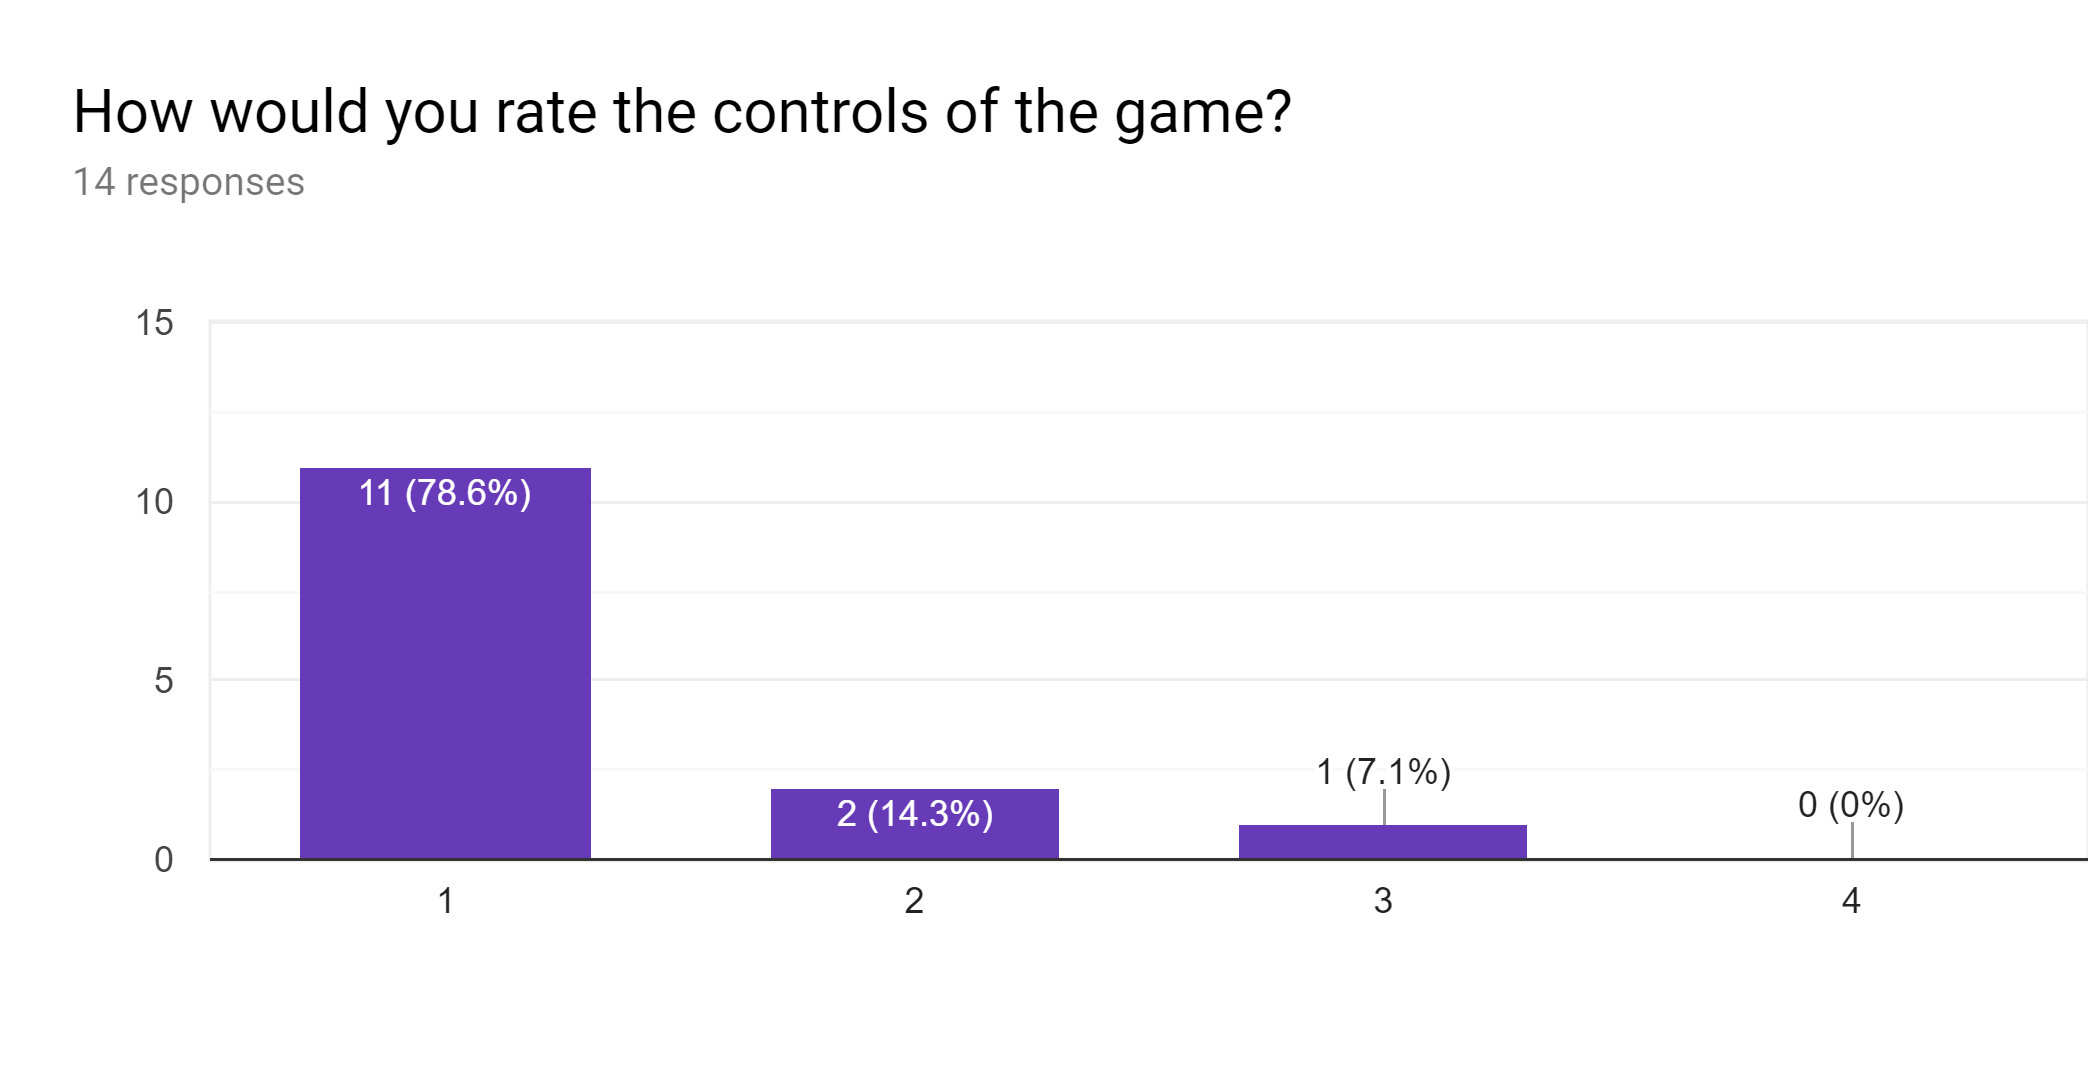 How would you rate the controls of the game?
14 responses
15
10
5
0
11 (78.6%)
2 (14.3%)
1 (7.1%)
0 (0%)
1 2 3 4